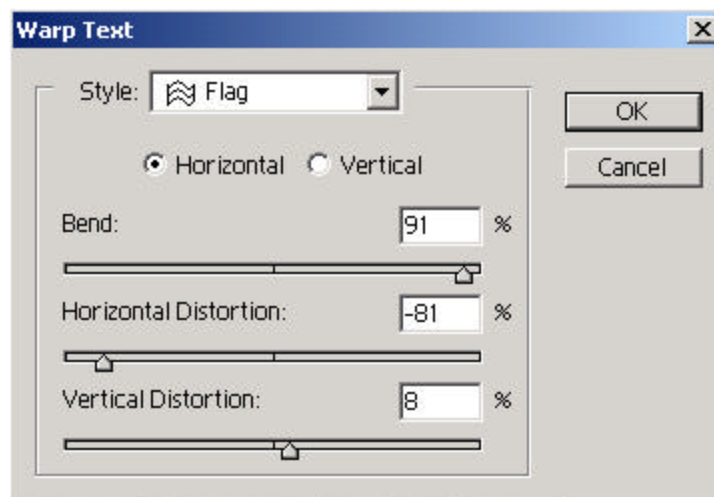 Warp Text
Style: Flag
OK
Horizontal Vertical
Cancel
Bend: 91 %
Horizontal Distortion: -81 %
Vertical Distortion: 8 %